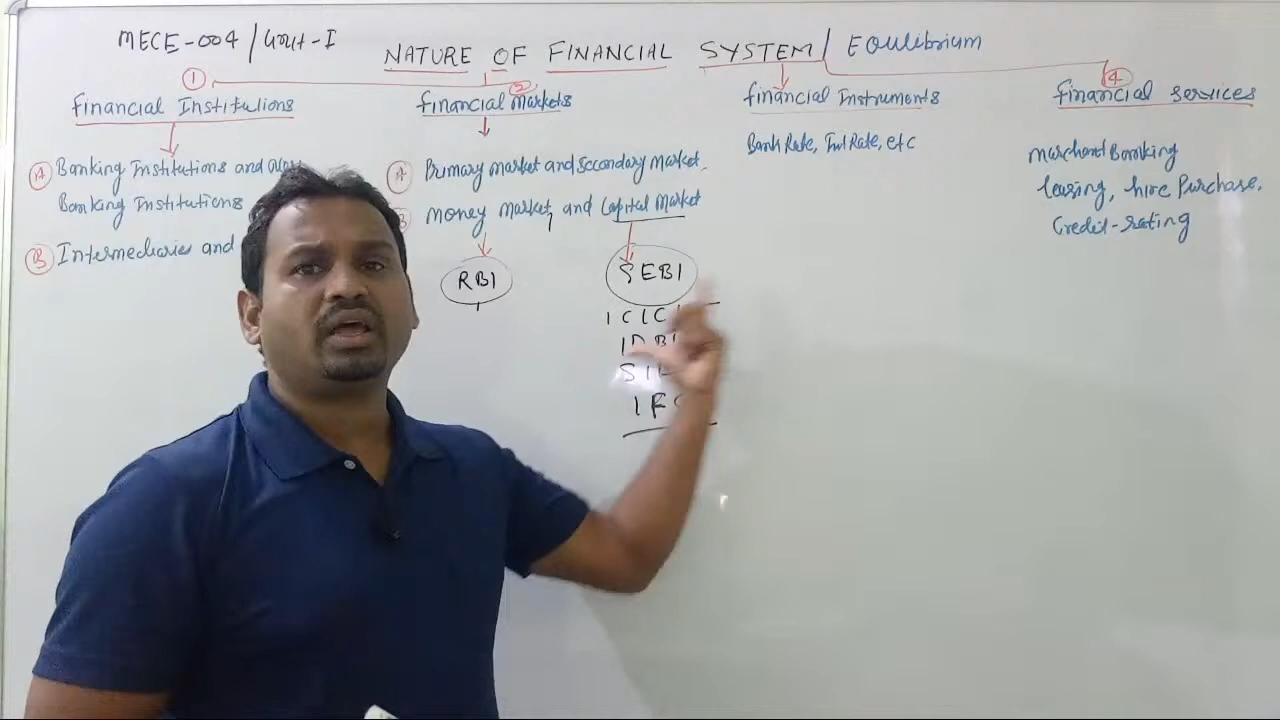 MECE-004 / Unit-I
NATURE OF FINANCIAL SYSTEM / Equilibrium
1
Financial Institutions
A Banking Institutions and
Banking Institutions
B Intermediaries and
2
Financial Markets
A Primary market and Secondary Market.
B money market, and Capital Market
RBI
SEBI
ICICI
IDBI
financial Instruments
Bank Rate, Int Rate, etc
4
financial services
Marchand Banking
leasing, hire Purchase.
Credit-rating